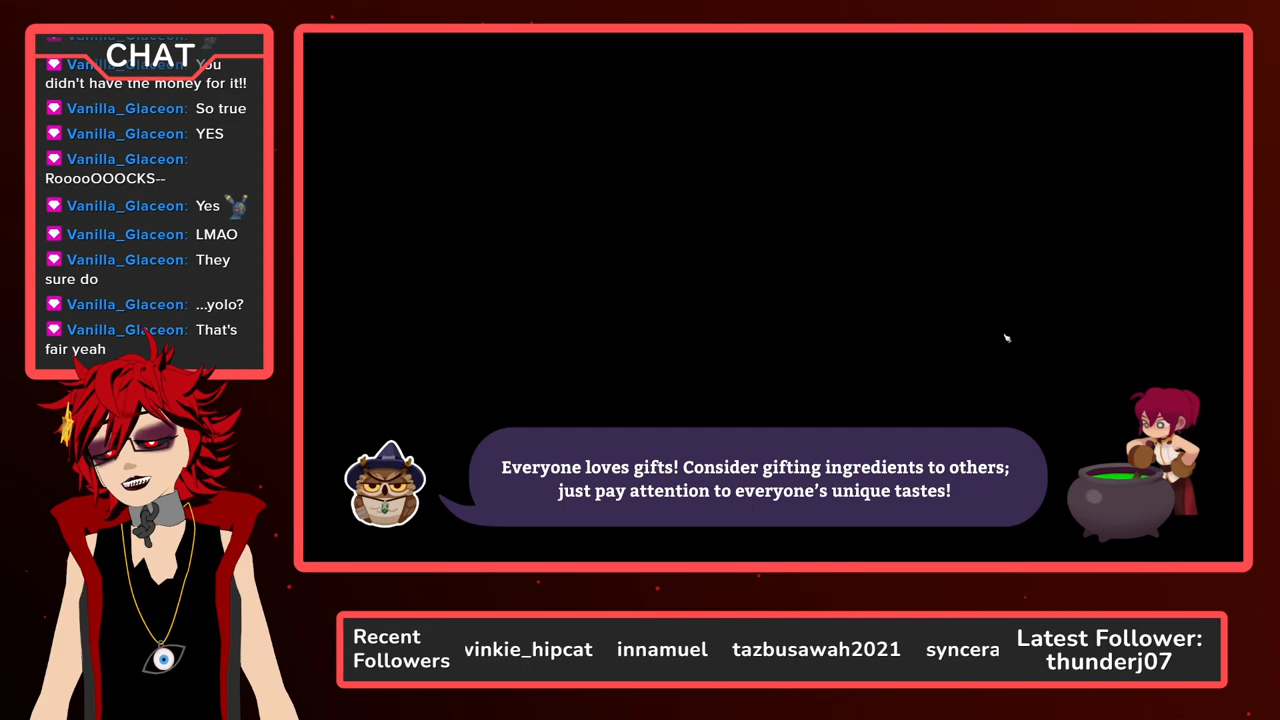 CHAT
Vanilla_Glaceon: You
didn't have the money for it!!
Vanilla_Glaceon: So true
Vanilla_Glaceon: YES
Vanilla_Glaceon:
RooooOOOCKS--
Vanilla_Glaceon: Yes
Vanilla_Glaceon: LMAO
Vanilla_Glaceon: They
sure do
Vanilla_Glaceon: ...yolo?
Vanilla_Glaceon: That's
fair yeah
Everyone loves gifts! Consider gifting ingredients to others;
just pay attention to everyone's unique tastes!
Recent
Followers
vinkie_hipcat innamuel tazbusawah2021 syncera
Latest Follower:
thunderj07